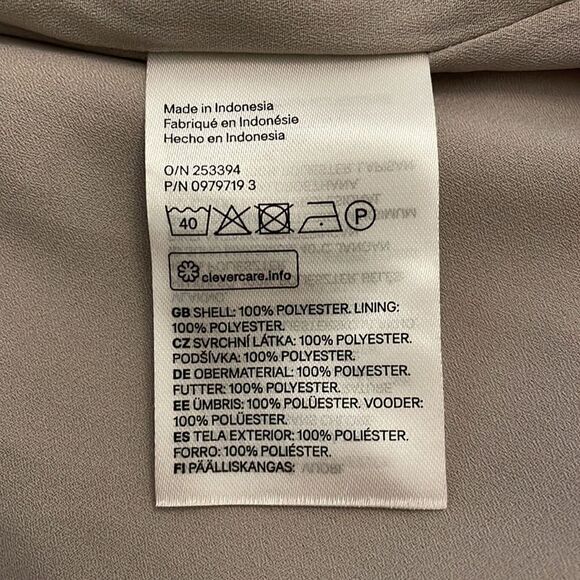 Made in Indonesia
Fabriqué en Indonésie
Hecho en Indonesia
O/N 253394
P/N 0979719 3
40 P
clevercare.info
GB SHELL: 100% POLYESTER. LINING:
100% POLYESTER.
CZ SVRCHNÍ LÁTKA: 100% POLYESTER.
PODŠÍVKA: 100% POLYESTER.
DE OBERMATERIAL: 100% POLYESTER.
FUTTER: 100% POLYESTER.
EE ÜMBRIS: 100% POLÜESTER. VOODER:
100% POLÜESTER.
ES TELA EXTERIOR: 100% POLIÉSTER.
FORRO: 100% POLIÉSTER.
FI PÄÄLLISKANGAS: